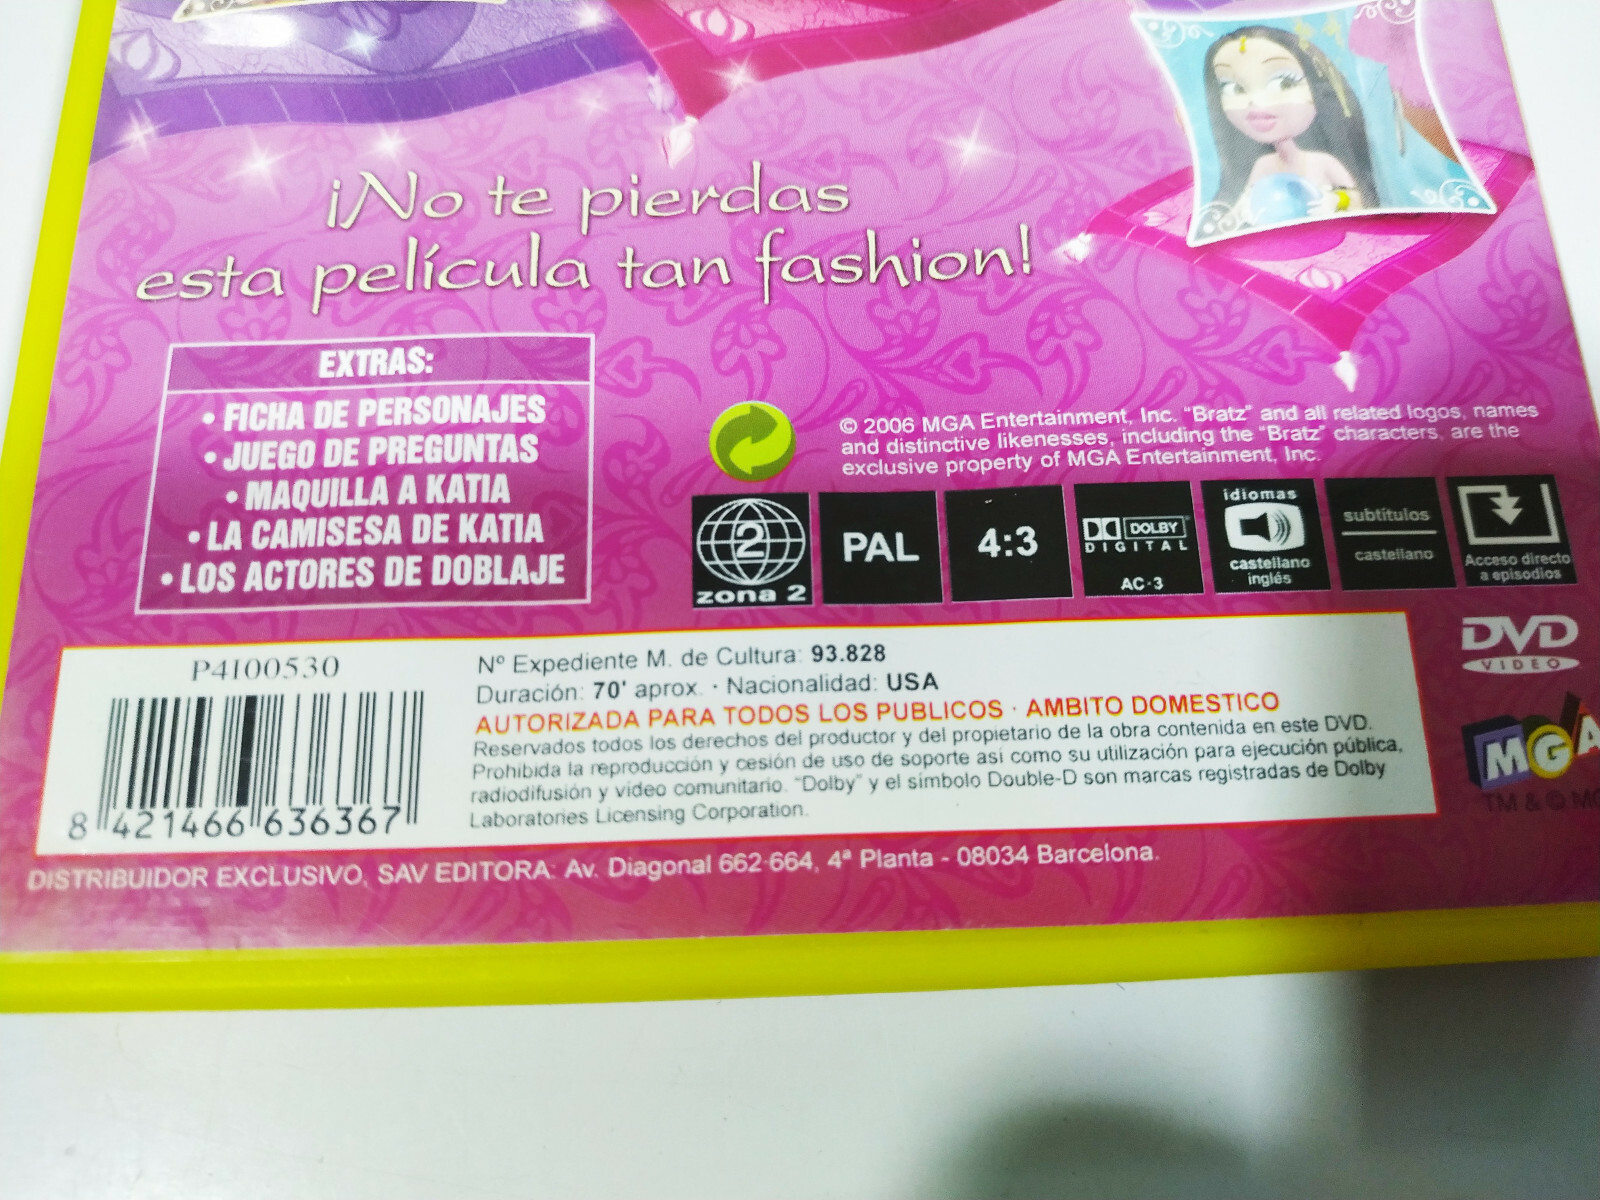 ¡No te pierdas
esta película tan fashion!
EXTRAS:
• FICHA DE PERSONAJES
• JUEGO DE PREGUNTAS
• MAQUILLA A KATIA
• LA CAMISESA DE KATIA
• LOS ACTORES DE DOBLAJE
© 2006 MGA Entertainment, Inc. "Bratz" and all related logos, names
and distinctive likenesses, including the "Bratz" characters, are the
exclusive property of MGA Entertainment, Inc.
2
zona 2
PAL
4:3
DOLBY
DIGITAL
AC-3
idiomas
castellano
inglés
subtítulos
castellano
Acceso directo
a episodios
DVD
VIDEO
MGA
TM & © MG
P4100530
8 421466 636367
Nº Expediente M. de Cultura: 93.828
Duración: 70' aprox. · Nacionalidad: USA
AUTORIZADA PARA TODOS LOS PUBLICOS · AMBITO DOMESTICO
Reservados todos los derechos del productor y del propietario de la obra contenida en este DVD.
Prohibida la reproducción y cesión de uso de soporte así como su utilización para ejecución pública,
radiodifusión y video comunitario. "Dolby" y el símbolo Double-D son marcas registradas de Dolby
Laboratories Licensing Corporation.
DISTRIBUIDOR EXCLUSIVO, SAV EDITORA: Av. Diagonal 662-664, 4ª Planta - 08034 Barcelona.